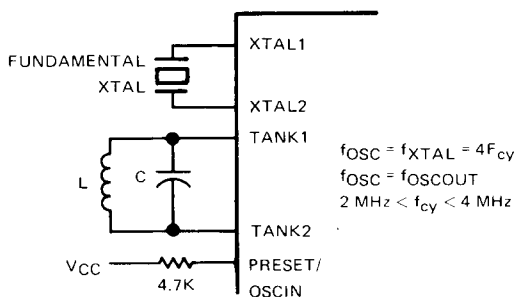 XTAL1
FUNDAMENTAL
XTAL
XTAL2
TANK1
L
C
fOSC = fXTAL = 4Fcy
fOSC = fOSCOUT
2 MHz < fcy < 4 MHz
TANK2
VCC
4.7K
PRESET/
OSCIN